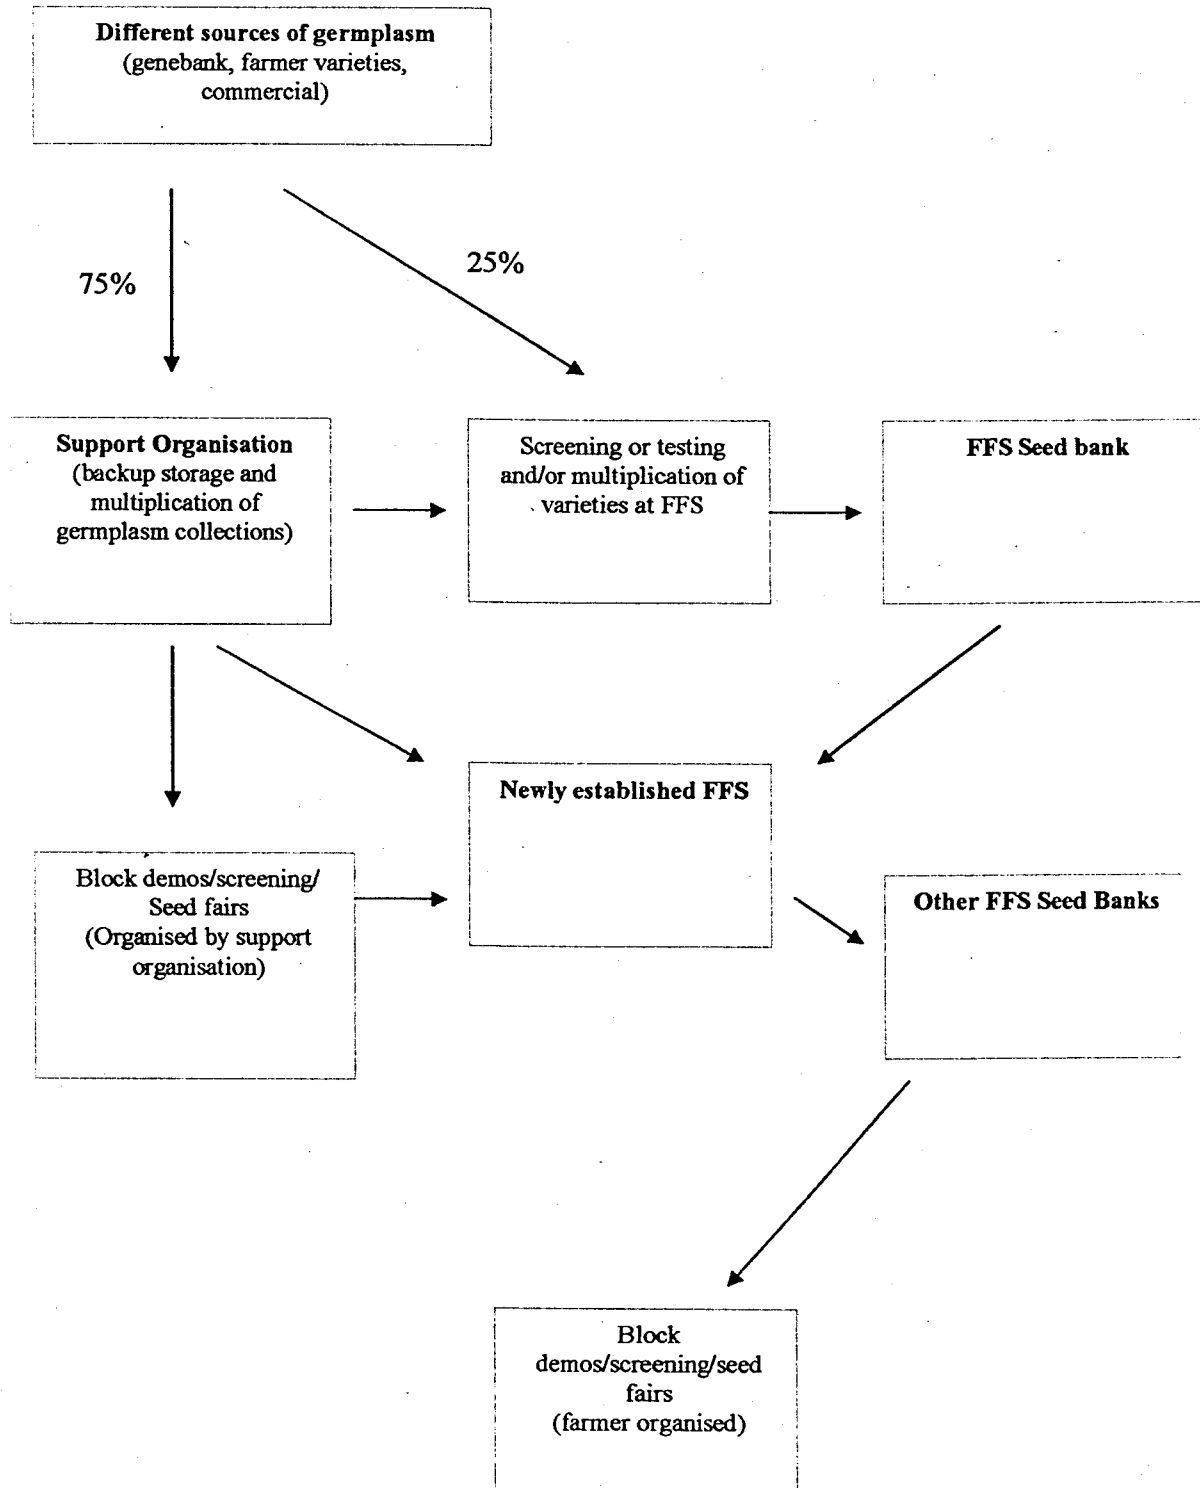 Different sources of germplasm
(genebank, farmer varieties,
commercial)
75%
25%
Support Organisation
(backup storage and
multiplication of
germplasm collections)
Screening or testing
and/or multiplication of
varieties at FFS
FFS Seed bank
Newly established FFS
Block demos/screening/
Seed fairs
(Organised by support
organisation)
Other FFS Seed Banks
Block
demos/screening/seed
fairs
(farmer organised)